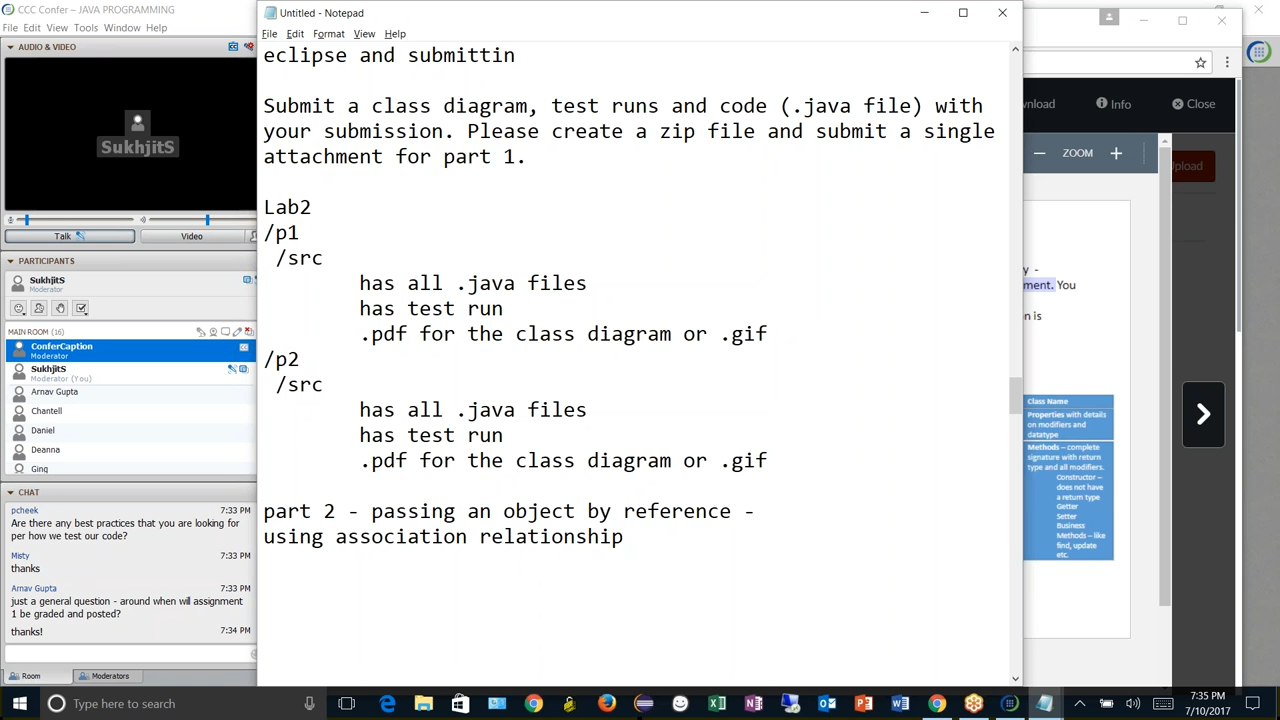 CCC Confer – JAVA PROGRAMMING
File Edit View Tools Window Help
AUDIO & VIDEO
SukhjitS
Talk
Video
PARTICIPANTS
SukhjitS
Moderator
MAIN ROOM (16)
ConferCaption
Moderator
SukhjitS
Moderator (You)
Arnav Gupta
Chantell
Daniel
Deanna
Ging
CHAT
pcheek 7:33 PM
Are there any best practices that you are looking for
per how we test our code?
Misty 7:33 PM
thanks
Arnav Gupta 7:33 PM
just a general question - around when will assignment
1 be graded and posted?
thanks! 7:34 PM
Room
Moderators
Untitled - Notepad
File Edit Format View Help
eclipse and submittin
Submit a class diagram, test runs and code (.java file) with
your submission. Please create a zip file and submit a single
attachment for part 1.
Lab2
/p1
/src
has all .java files
has test run
.pdf for the class diagram or .gif
/p2
/src
has all .java files
has test run
.pdf for the class diagram or .gif
part 2 - passing an object by reference -
using association relationship
wnload
Info
Close
ZOOM
pload
y -
ment. You
n is
Class Name
Properties with details
on modifiers and
datatype
Methods – complete
signature with return
type and all modifiers.
Constructor –
does not have
a return type
Getter
Setter
Business
Methods – like
find, update
etc.
Type here to search
7:35 PM
7/10/2017